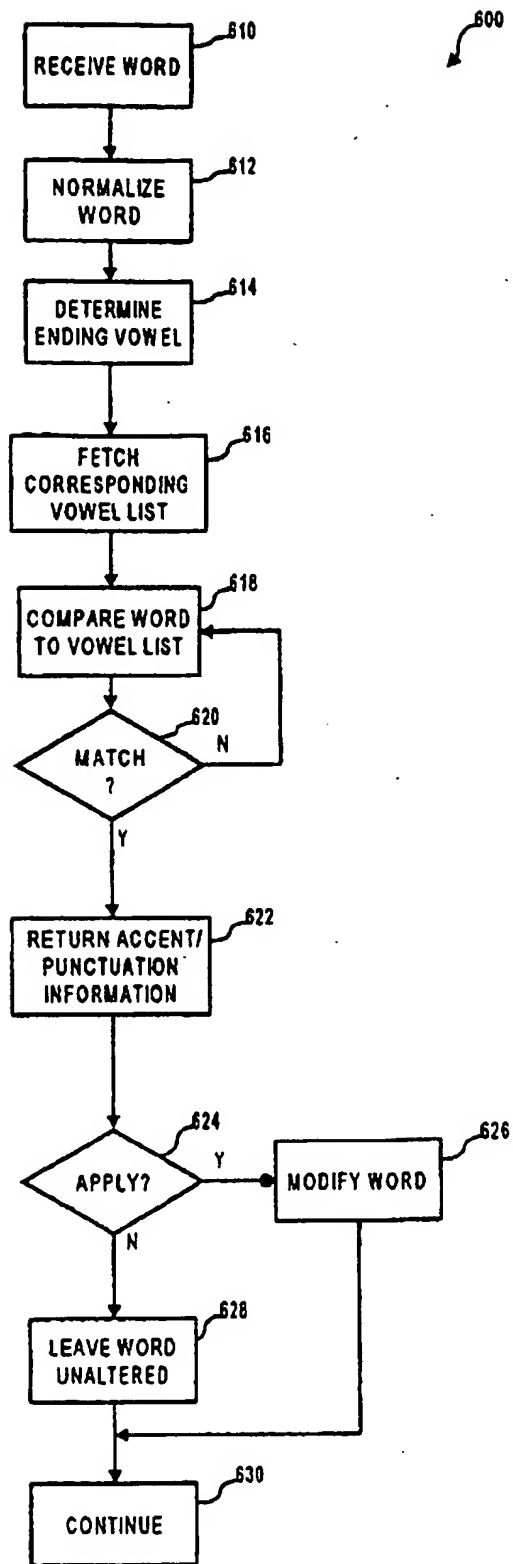 610
600
RECEIVE WORD
612
NORMALIZE
WORD
614
DETERMINE
ENDING VOWEL
616
FETCH
CORRESPONDING
VOWEL LIST
618
COMPARE WORD
TO VOWEL LIST
620
MATCH
?
N
Y
622
RETURN ACCENT/
PUNCTUATION
INFORMATION
624
APPLY?
Y
626
MODIFY WORD
N
628
LEAVE WORD
UNALTERED
630
CONTINUE